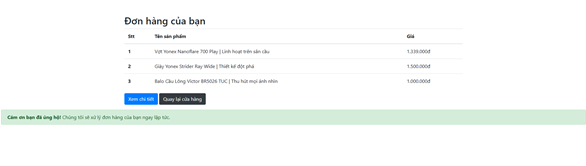 Đơn hàng của bạn
Stt Tên sản phẩm Giá
1 Vợt Yonex Nanoflare 700 Play | Linh hoạt trên sân cầu 1.339.000đ
2 Giày Yonex Strider Ray Wide | Thiết kế đột phá 1.500.000đ
3 Balo Cầu Lông Victor BR5026 TUC | Thu hút mọi ánh nhìn 1.000.000đ
Xem chi tiết Quay lại cửa hàng
Cảm ơn bạn đã ủng hộ! Chúng tôi sẽ xử lý đơn hàng của bạn ngay lập tức.